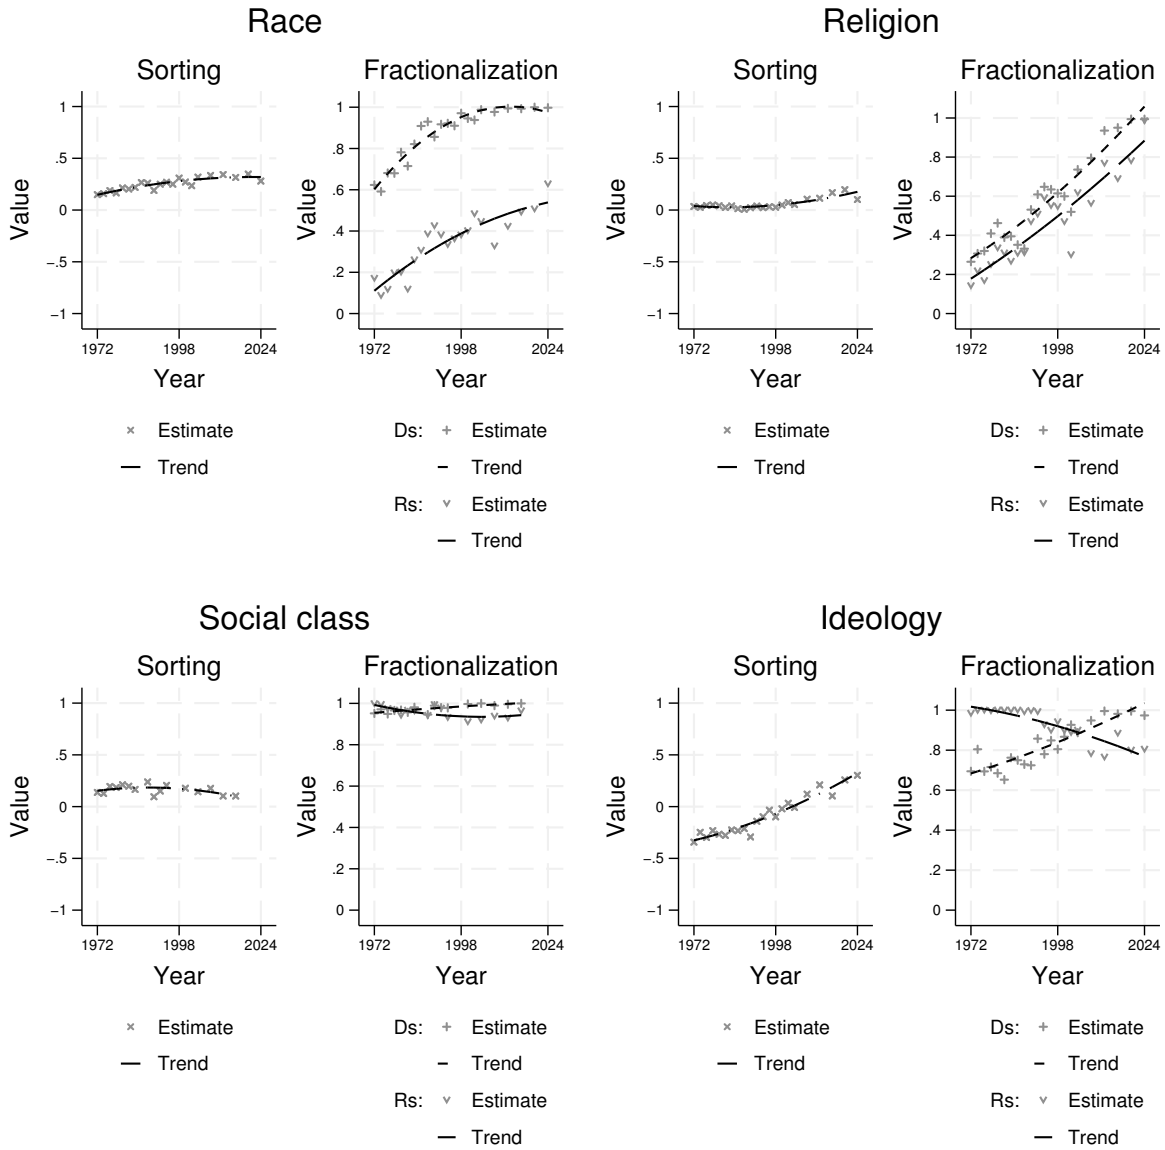 Race
Religion
Sorting
Fractionalization
Sorting
Fractionalization
Value
1
.5
0
−.5
−1
1972
1998
2024
Year
Value
1
.8
.6
.4
.2
0
1972
1998
2024
Year
Value
1
.5
0
−.5
−1
1972
1998
2024
Year
Value
1
.8
.6
.4
.2
0
1972
1998
2024
Year
Estimate
Trend
Ds: Estimate
Trend
Rs: Estimate
Trend
Estimate
Trend
Ds: Estimate
Trend
Rs: Estimate
Trend
Social class
Ideology
Sorting
Fractionalization
Sorting
Fractionalization
Value
1
.5
0
−.5
−1
1972
1998
2024
Year
Value
1
.8
.6
.4
.2
0
1972
1998
2024
Year
Value
1
.5
0
−.5
−1
1972
1998
2024
Year
Value
1
.8
.6
.4
.2
0
1972
1998
2024
Year
Estimate
Trend
Ds: Estimate
Trend
Rs: Estimate
Trend
Estimate
Trend
Ds: Estimate
Trend
Rs: Estimate
Trend